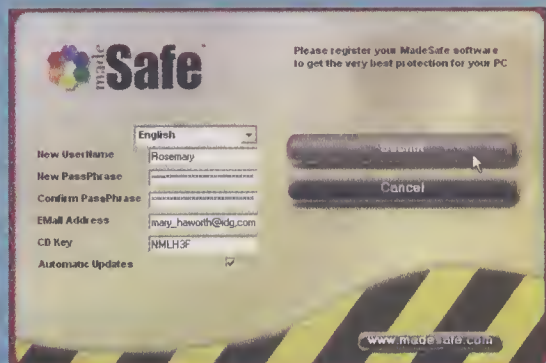 made Safe
Please register your MadeSafe software
to get the very best protection for your PC
English
New UserName Rosemary
New PassPhrase
Confirm PassPhrase
EMail Address mary_haworth@idg.com
CD Key NMLH3F
Automatic Updates
Submit
Cancel
www.madesafe.com